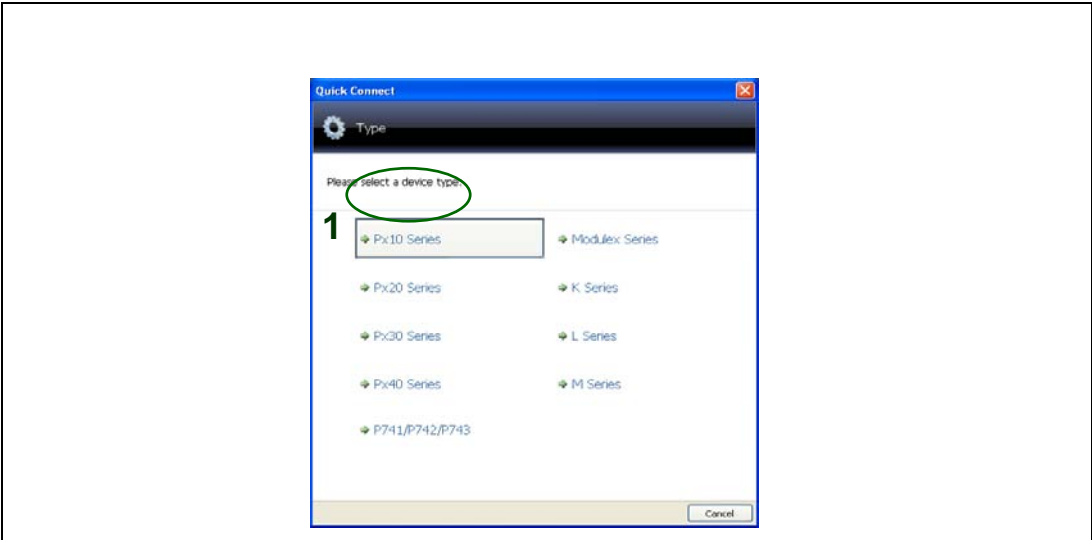 Quick Connect
Type
Please select a device type:
1
Px10 Series
Modulex Series
Px20 Series
K Series
Px30 Series
L Series
Px40 Series
M Series
P741/P742/P743
Cancel